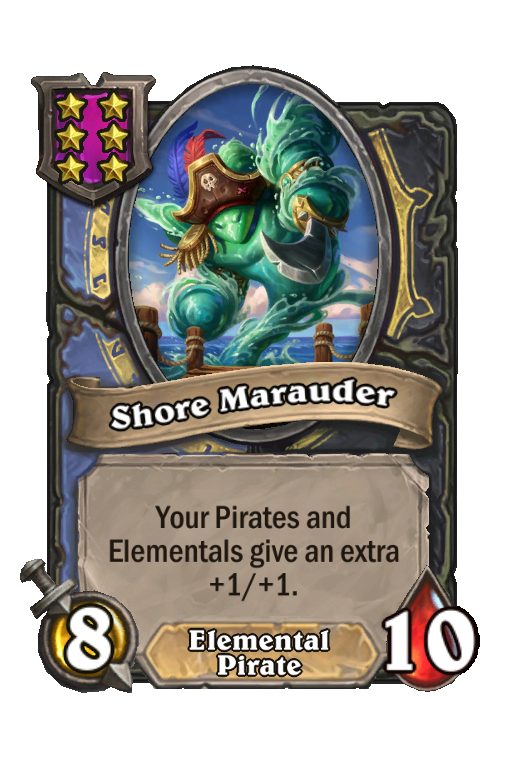 Shore Marauder
Your Pirates and
Elementals give an extra
+1/+1.
8
Elemental
Pirate
10